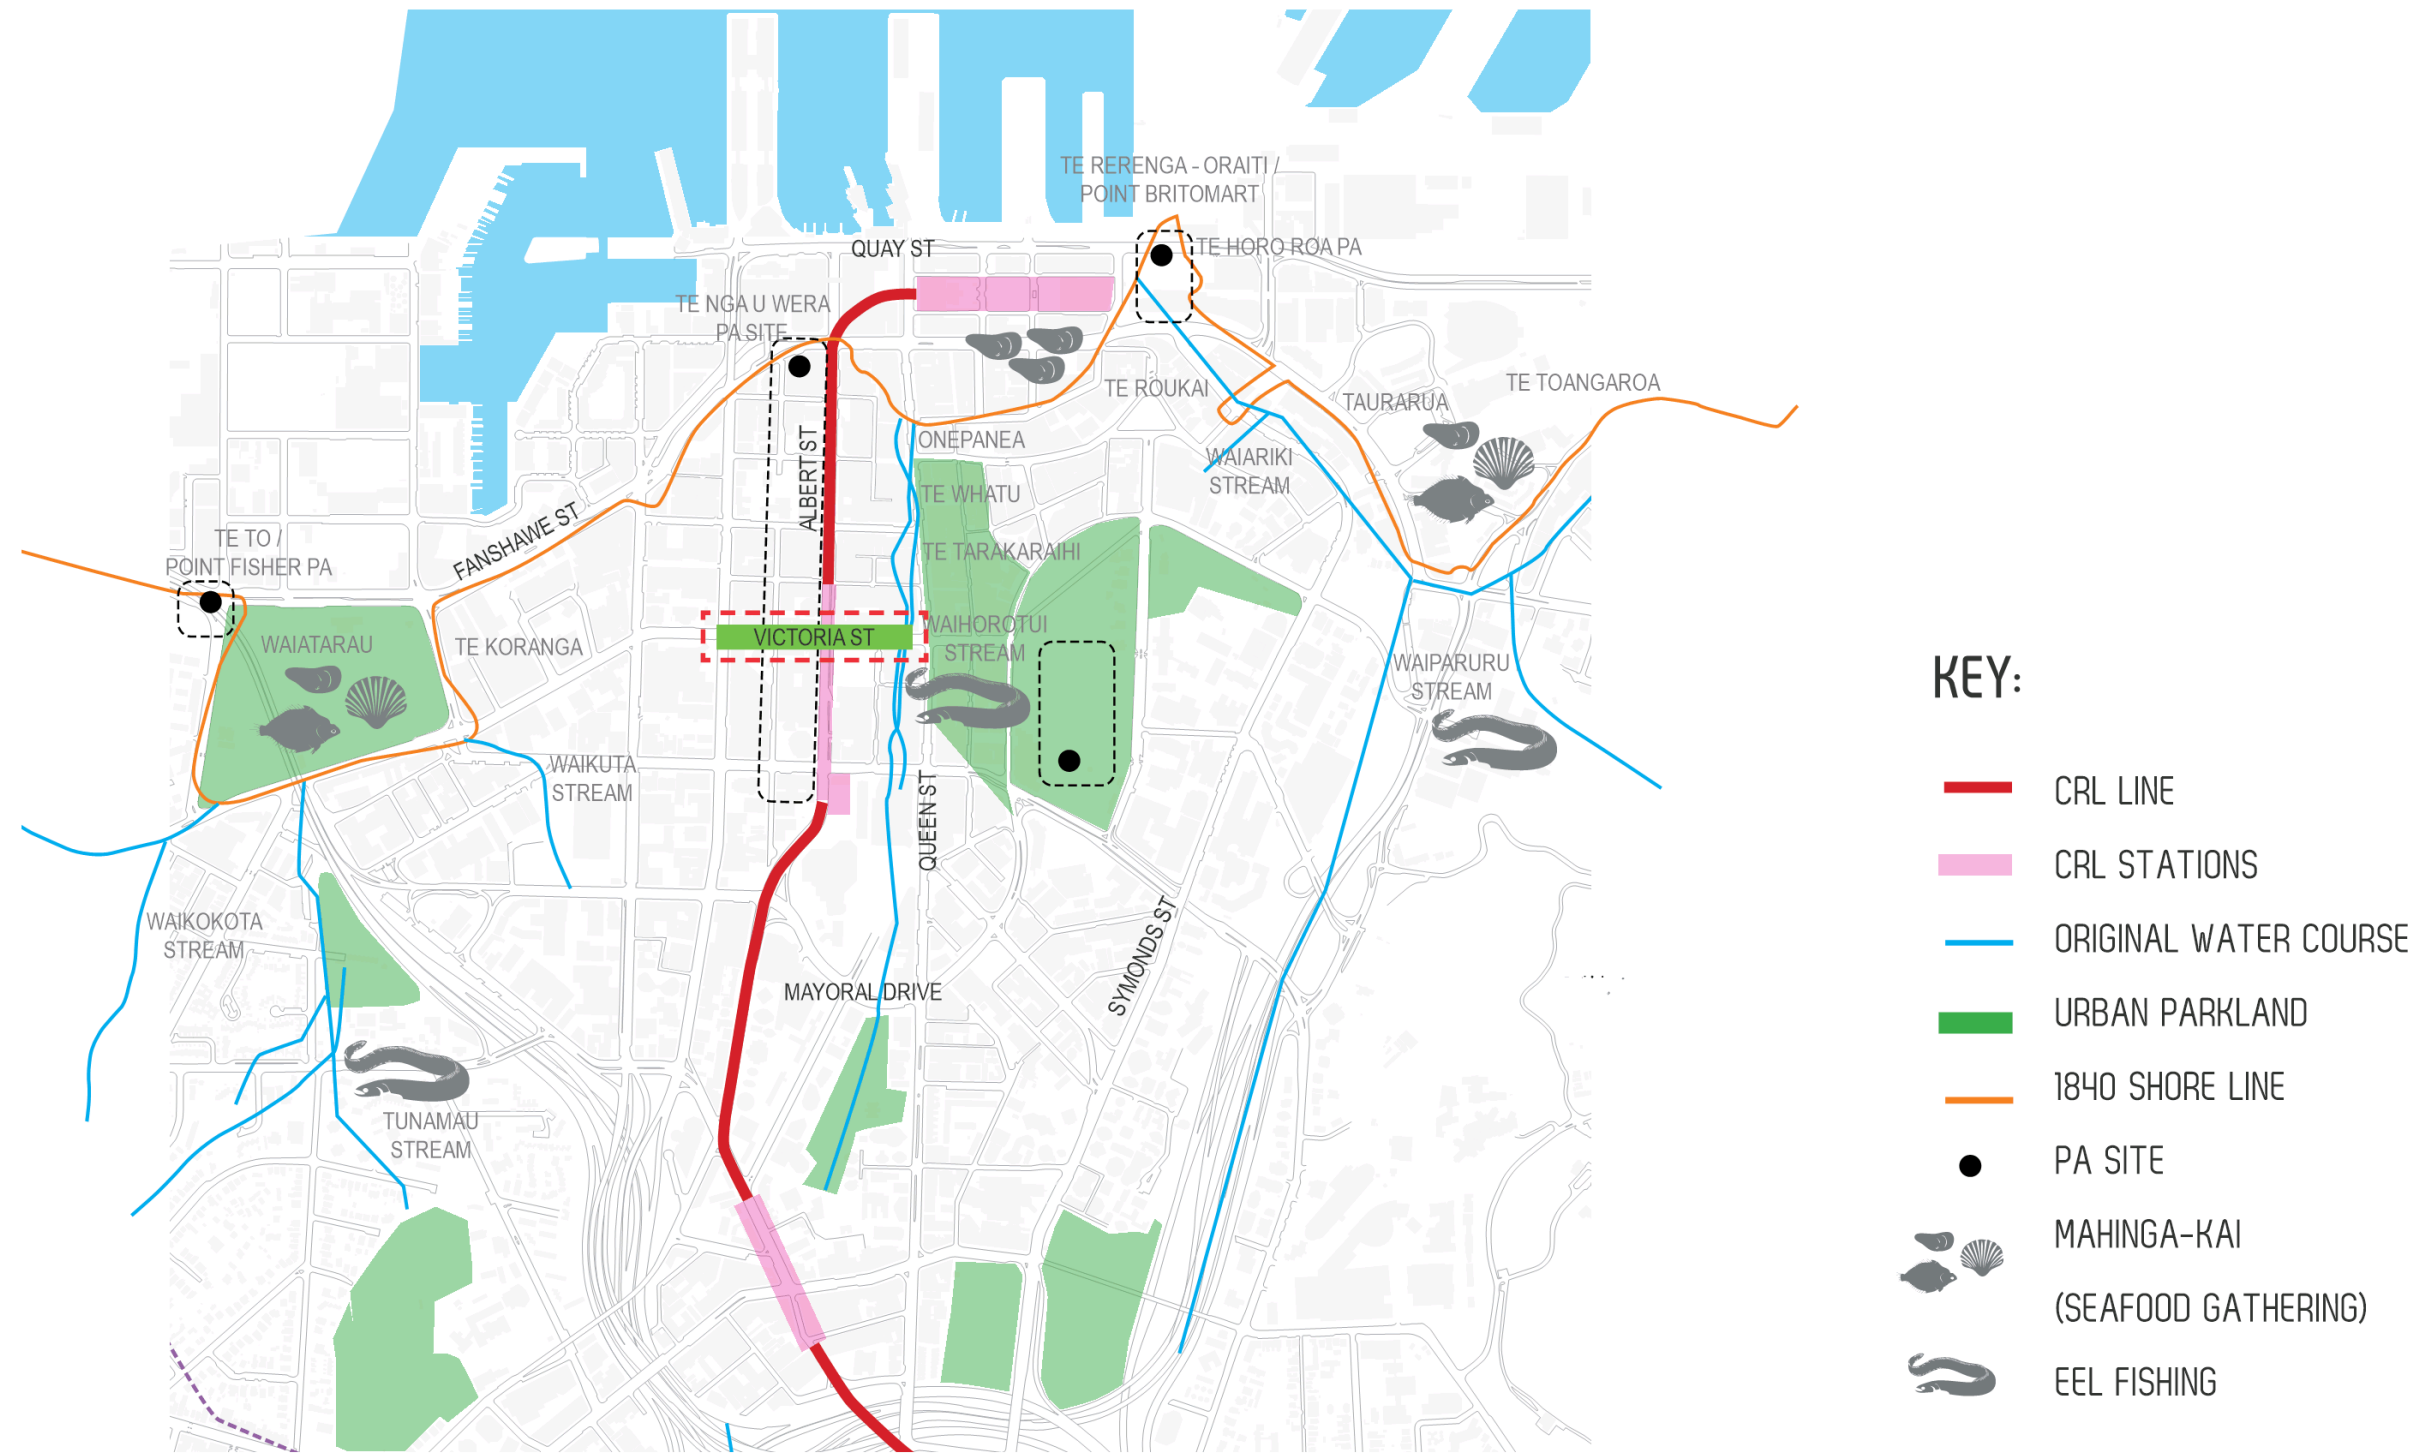 TE RERENGA - ORAITI /
POINT BRITOMART
QUAY ST
TE HORO ROA PA
TE NGA U WERA
PA SITE
TE ROUKAI
TAURARUA
TE TOANGAROA
ALBERT ST
ONEPANEA
WAIARIKI
STREAM
TE WHATU
FANSHAWE ST
TE TO /
POINT FISHER PA
TE TARAKARAIHI
WAIATARAU
TE KORANGA
VICTORIA ST
WAIHOROTUI
STREAM
WAIPARURU
STREAM
WAIKUTA
STREAM
QUEEN ST
WAIKOKOTA
STREAM
SYMONDS ST
MAYORAL DRIVE
TUNAMAU
STREAM
KEY:
CRL LINE
CRL STATIONS
ORIGINAL WATER COURSE
URBAN PARKLAND
1840 SHORE LINE
PA SITE
MAHINGA-KAI
(SEAFOOD GATHERING)
EEL FISHING